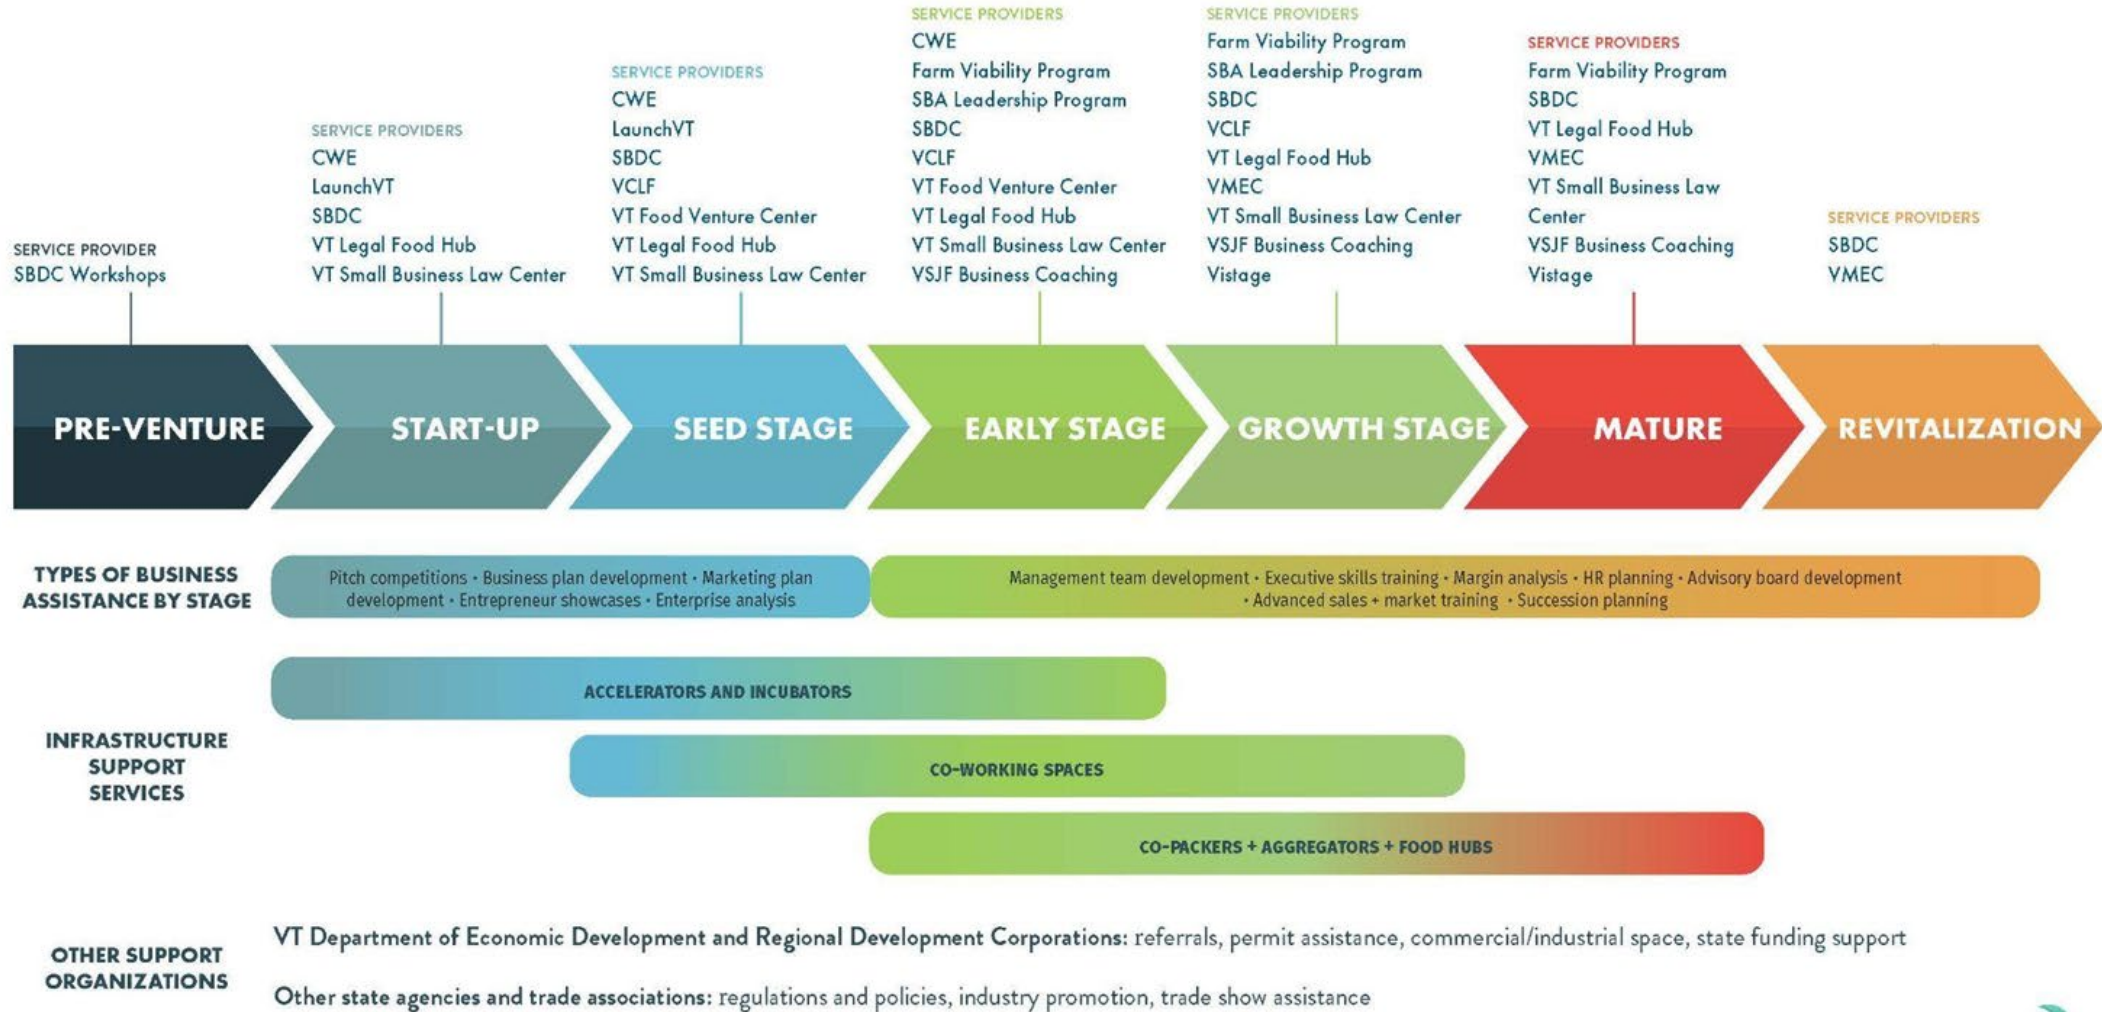 SERVICE PROVIDER
SBDC Workshops
SERVICE PROVIDERS
CWE
LaunchVT
SBDC
VT Legal Food Hub
VT Small Business Law Center
SERVICE PROVIDERS
CWE
LaunchVT
SBDC
VCLF
VT Food Venture Center
VT Legal Food Hub
VT Small Business Law Center
SERVICE PROVIDERS
CWE
Farm Viability Program
SBA Leadership Program
SBDC
VCLF
VT Food Venture Center
VT Legal Food Hub
VT Small Business Law Center
VSJF Business Coaching
SERVICE PROVIDERS
Farm Viability Program
SBA Leadership Program
SBDC
VCLF
VT Legal Food Hub
VMEC
VT Small Business Law Center
VSJF Business Coaching
Vistage
SERVICE PROVIDERS
Farm Viability Program
SBDC
VT Legal Food Hub
VMEC
VT Small Business Law
Center
VSJF Business Coaching
Vistage
SERVICE PROVIDERS
SBDC
VMEC
PRE-VENTURE
START-UP
SEED STAGE
EARLY STAGE
GROWTH STAGE
MATURE
REVITALIZATION
TYPES OF BUSINESS
ASSISTANCE BY STAGE
Pitch competitions • Business plan development • Marketing plan
development • Entrepreneur showcases • Enterprise analysis
Management team development • Executive skills training • Margin analysis • HR planning • Advisory board development
• Advanced sales + market training • Succession planning
INFRASTRUCTURE
SUPPORT
SERVICES
ACCELERATORS AND INCUBATORS
CO-WORKING SPACES
CO-PACKERS + AGGREGATORS + FOOD HUBS
OTHER SUPPORT
ORGANIZATIONS
VT Department of Economic Development and Regional Development Corporations: referrals, permit assistance, commercial/industrial space, state funding support
Other state agencies and trade associations: regulations and policies, industry promotion, trade show assistance